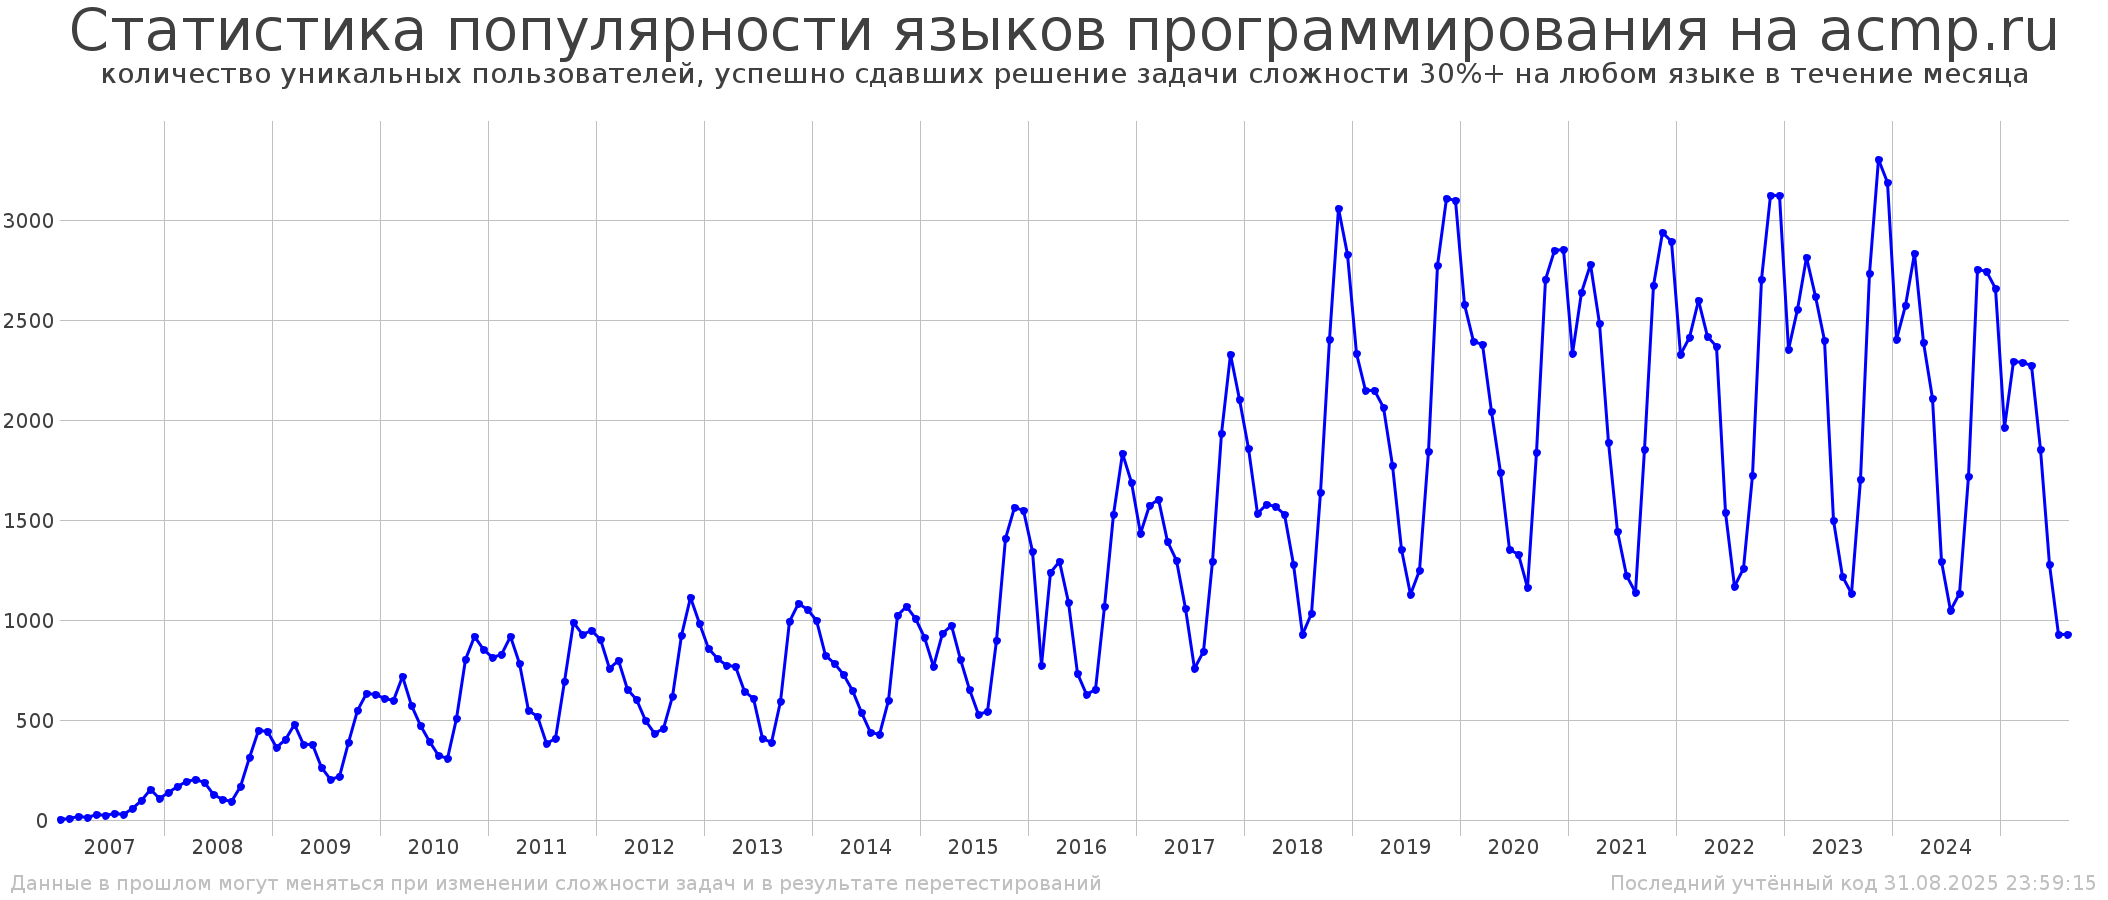 Статистика популярности языков программирования на acmp.ru
количество уникальных пользователей, успешно сдавших решение задачи сложности 30%+ на любом языке в течение месяца
3000
2500
2000
1500
1000
500
0
2007 2008 2009 2010 2011 2012 2013 2014 2015 2016 2017 2018 2019 2020 2021 2022 2023 2024
Данные в прошлом могут меняться при изменении сложности задач и в результате перетестирований
Последний учтённый код 31.08.2025 23:59:15